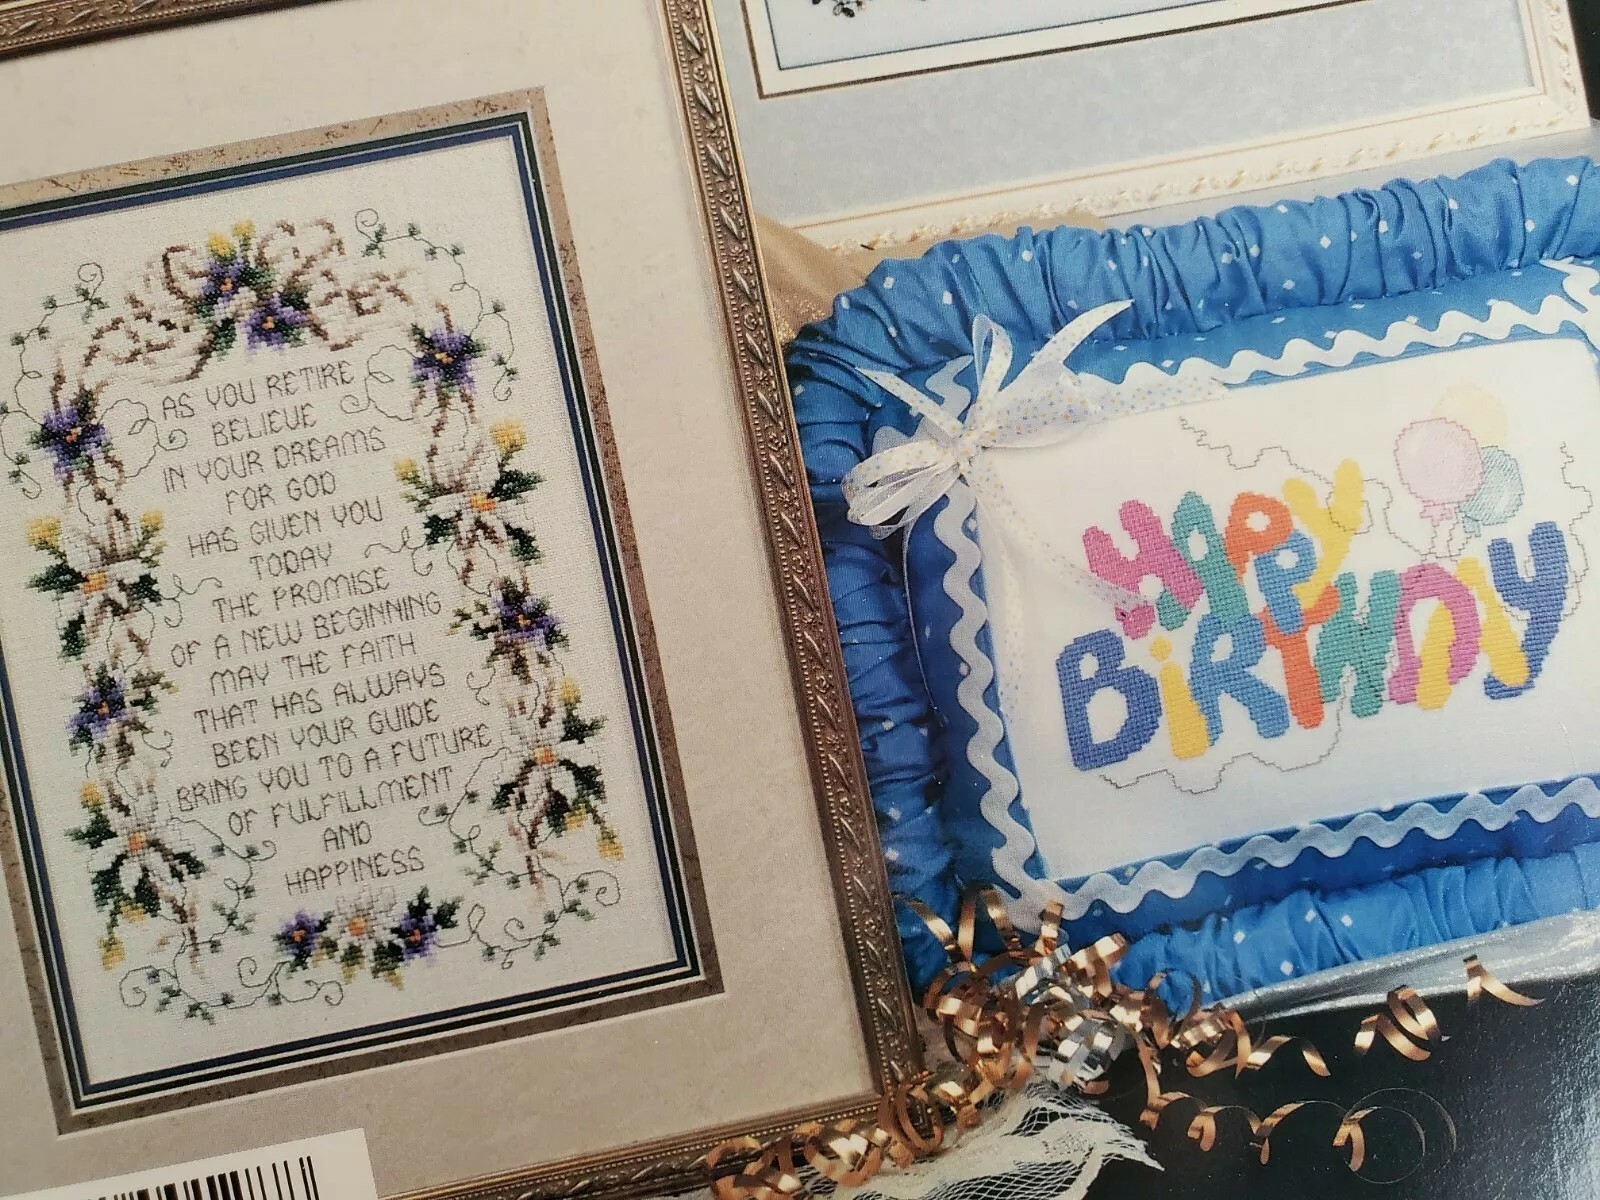 AS YOU RETIRE
BELIEVE
IN YOUR DREAMS
FOR GOD
HAS GIVEN YOU
TODAY
THE PROMISE
OF A NEW BEGINNING
MAY THE FAITH
THAT HAS ALWAYS
BEEN YOUR GUIDE
BRING YOU TO A FUTURE
OF FULFILLMENT
AND
HAPPINESS
HAPPY
BiRTHDAY